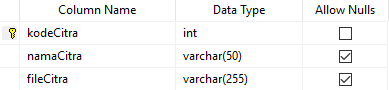 Column Name Data Type Allow Nulls
kodeCitra int
namaCitra varchar(50)
fileCitra varchar(255)